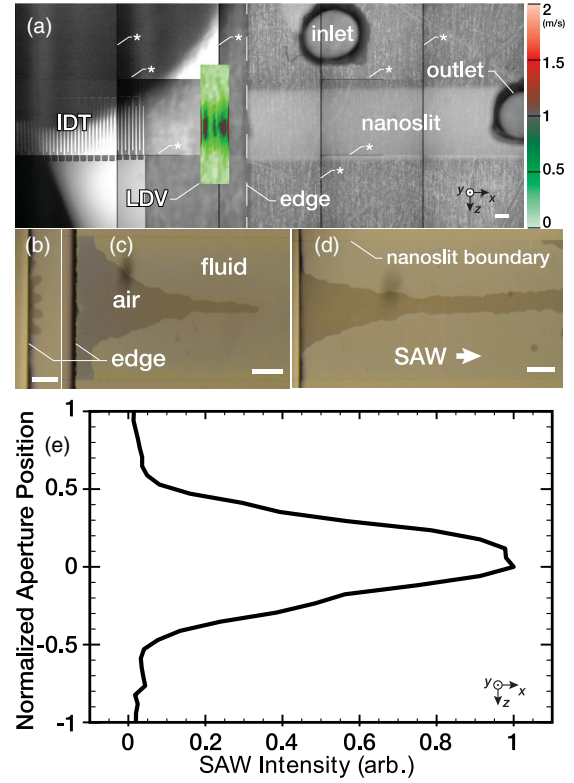 (a)
inlet
outlet
IDT
nanoslit
LDV
edge
*
*
*
*
*
*
*
*
y
x
z
2
(m/s)
1.5
1
0.5
0
(b)
(c)
(d)
nanoslit boundary
fluid
air
SAW
edge
(e)
Normalized Aperture Position
1
0.5
0
-0.5
-1
y
x
z
0
0.2
0.4
0.6
0.8
1
SAW Intensity (arb.)